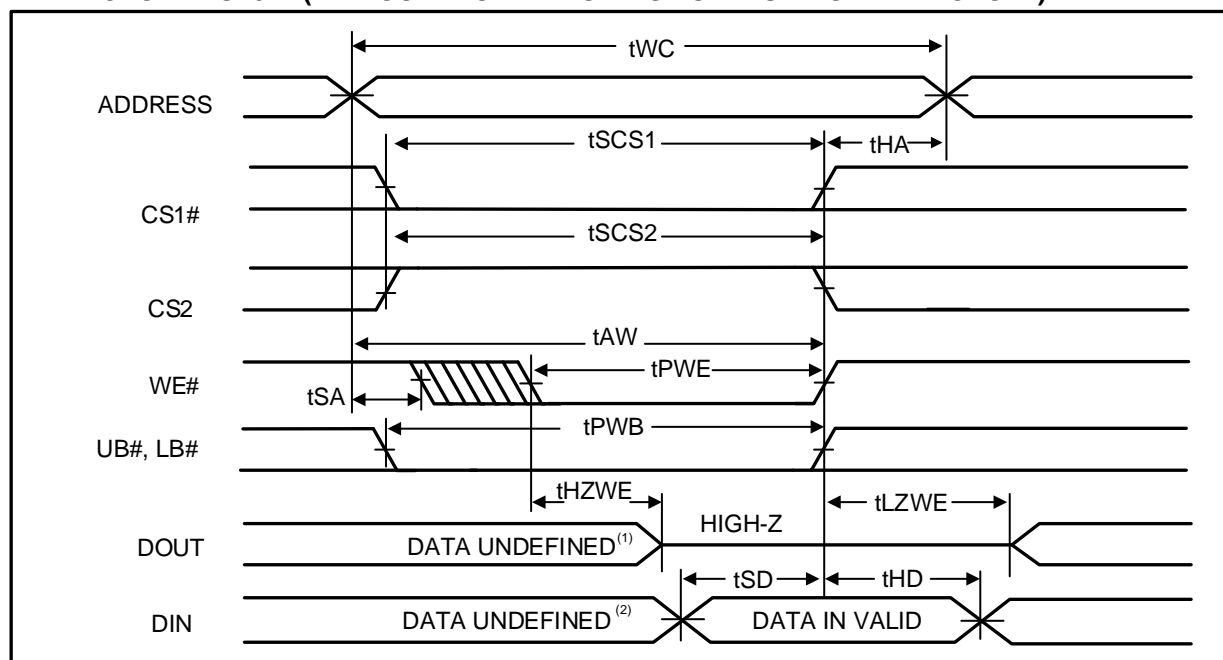 tWC
ADDRESS
tSCS1
tHA
CS1#
tSCS2
CS2
tAW
WE#
tPWE
tSA
tPWB
UB#, LB#
tHZWE
tLZWE
HIGH-Z
DOUT
DATA UNDEFINED(1)
tSD
tHD
DIN
DATA UNDEFINED (2)
DATA IN VALID